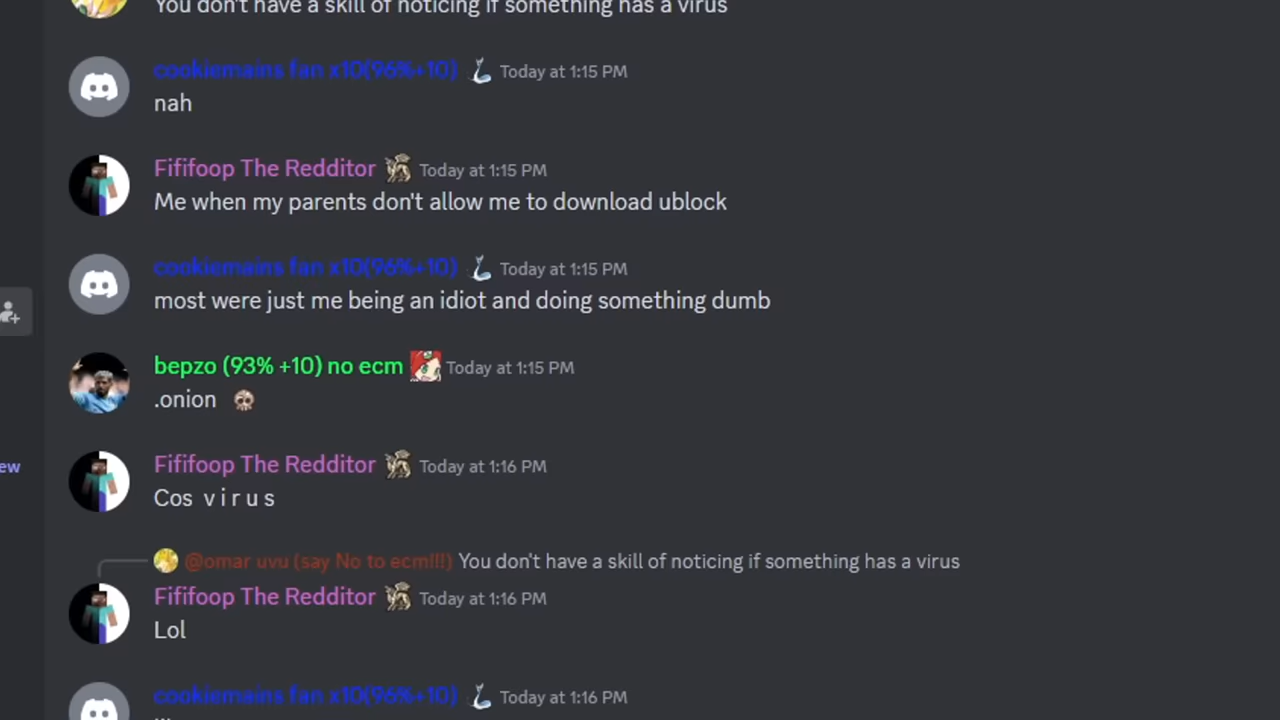 You don't have a skill of noticing if something has a virus
cookiemains fan x10(96%+10) Today at 1:15 PM
nah
Fififoop The Redditor Today at 1:15 PM
Me when my parents don't allow me to download ublock
cookiemains fan x10(96%+10) Today at 1:15 PM
most were just me being an idiot and doing something dumb
bepzo (93% +10) no ecm Today at 1:15 PM
.onion
Fififoop The Redditor Today at 1:16 PM
ew
Cos v i r u s
@omar uvu (say No to ecm!!!) You don't have a skill of noticing if something has a virus
Fififoop The Redditor Today at 1:16 PM
Lol
cookiemains fan x10(96%+10) Today at 1:16 PM